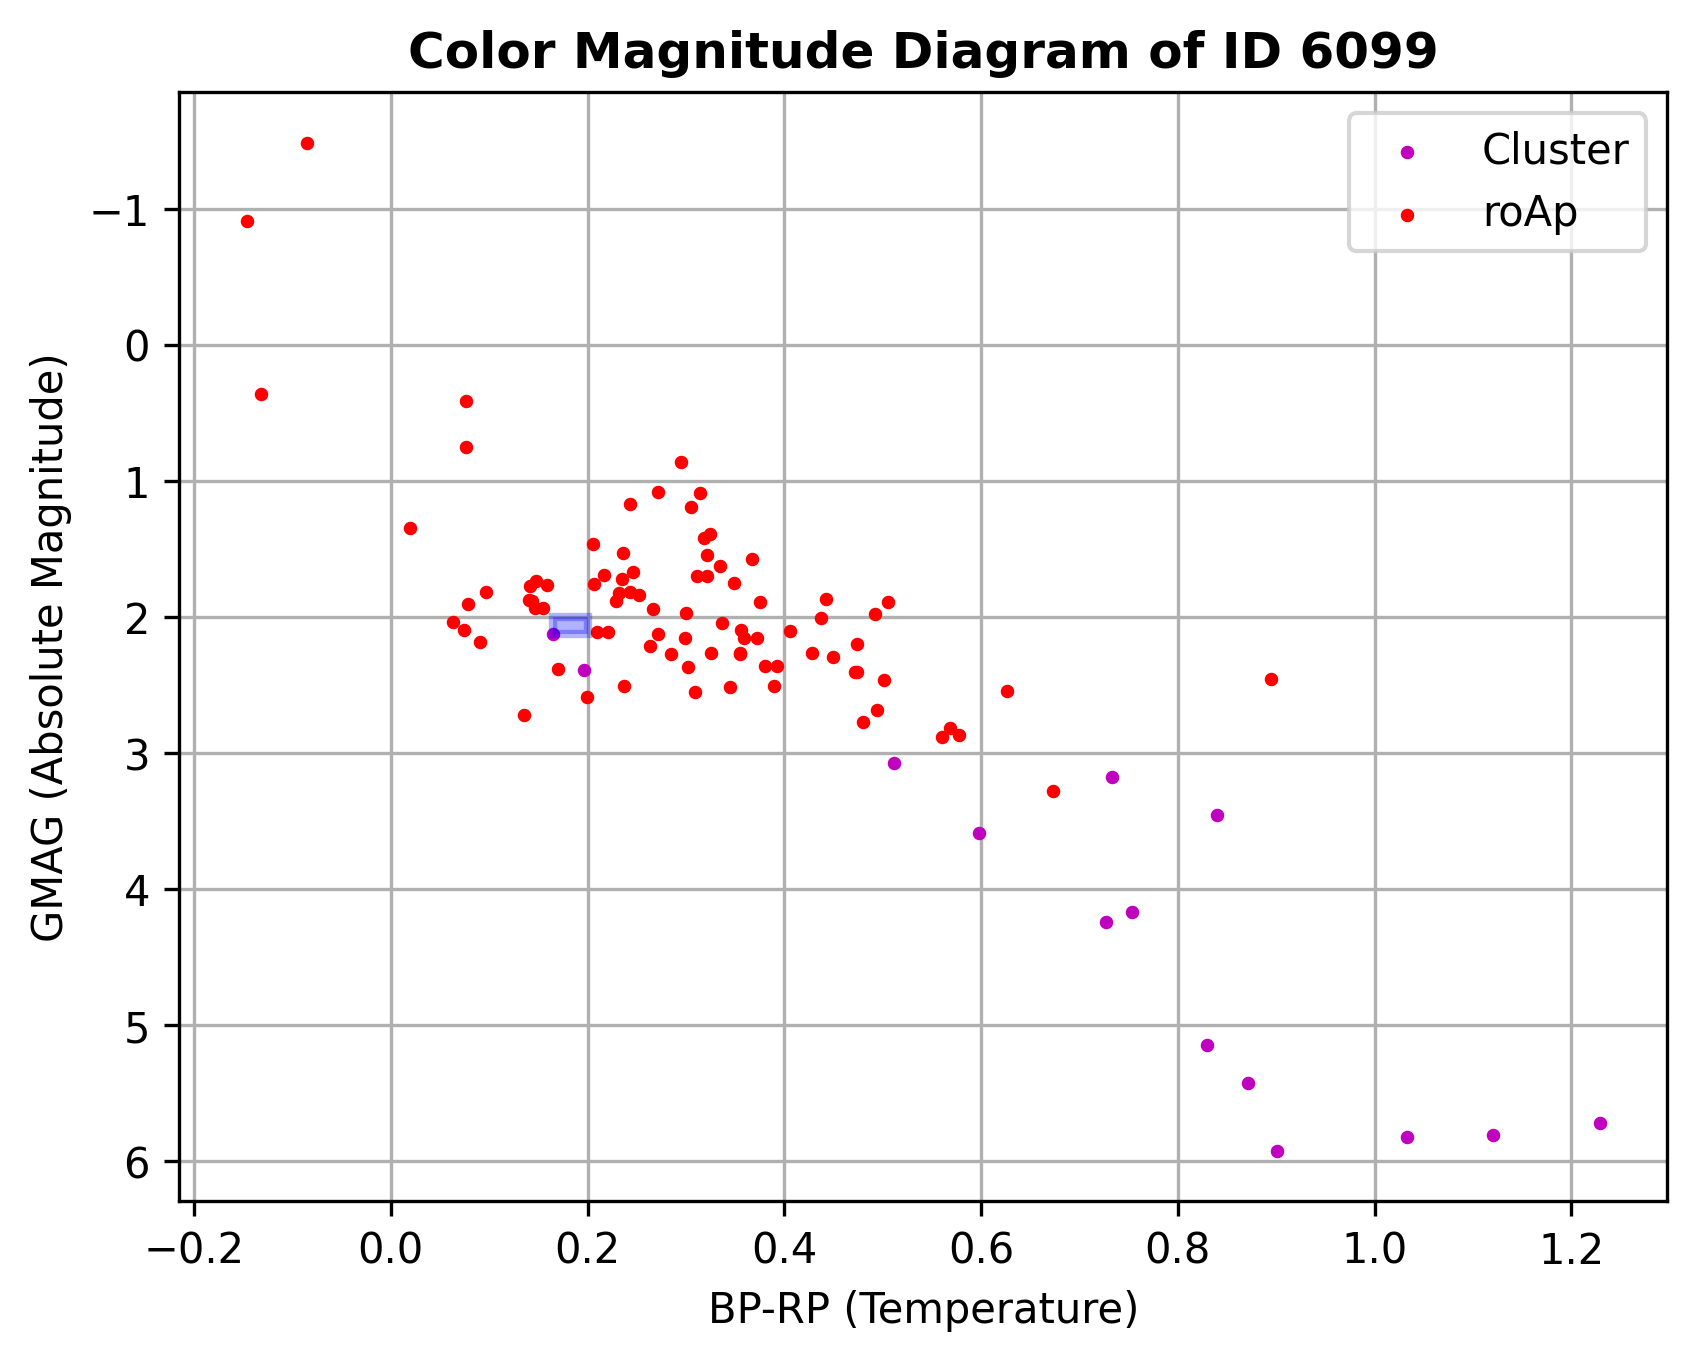 Color Magnitude Diagram of ID 6099
Cluster
roAp
GMAG (Absolute Magnitude)
−1
0
1
2
3
4
5
6
−0.2 0.0 0.2 0.4 0.6 0.8 1.0 1.2
BP-RP (Temperature)